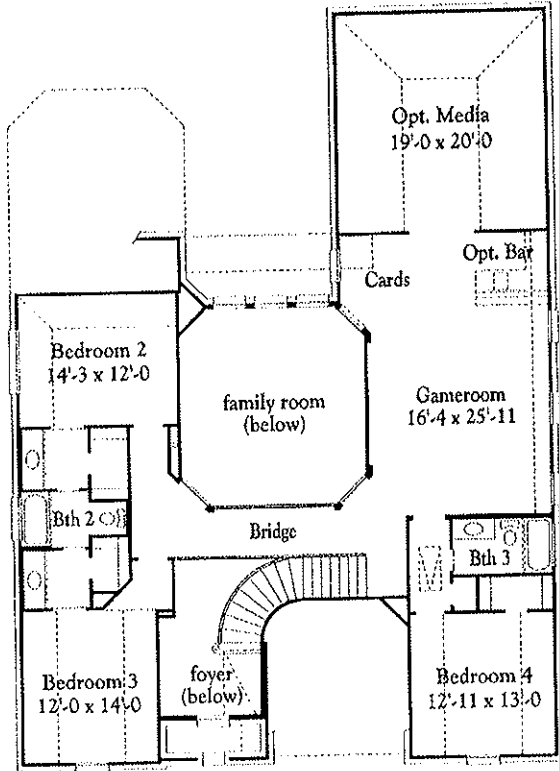 Opt. Media
19'-0 x 20'-0
Opt. Bar
Cards
Bedroom 2
14'-3 x 12'-0
family room
(below)
Gameroom
16'-4 x 25'-11
Bth 2
Bridge
Bth 3
Bedroom 3
12'-0 x 14'-0
foyer
(below)
Bedroom 4
12'-11 x 13'-0